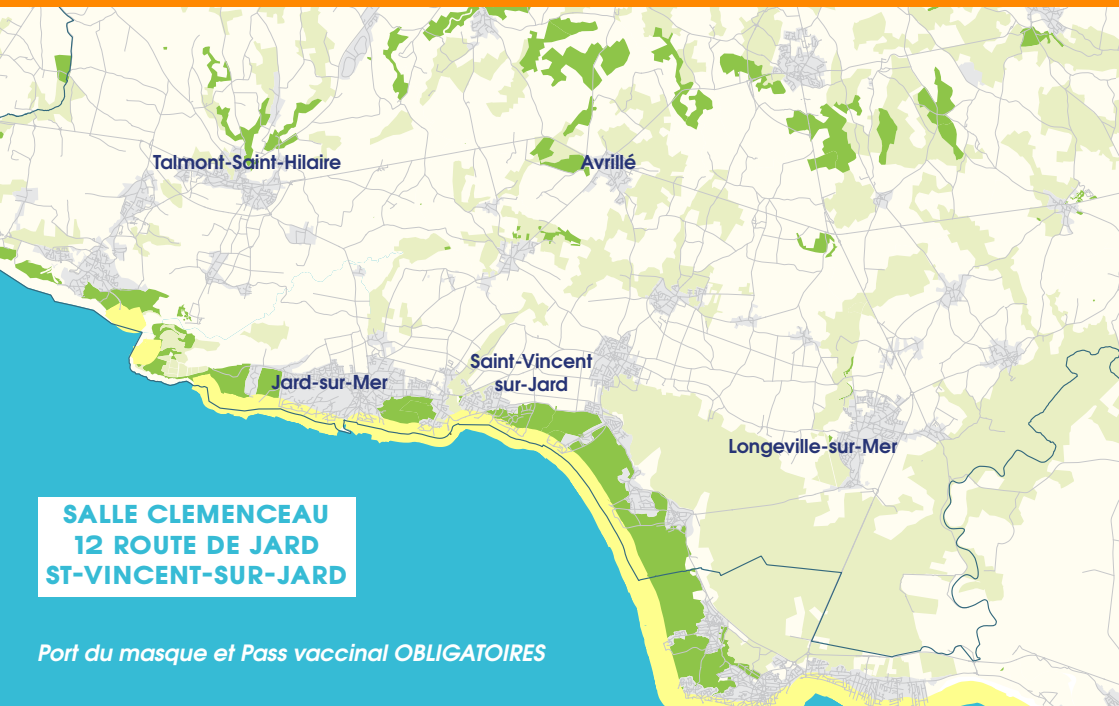 Talmont-Saint-Hilaire
Avrillé
Saint-Vincent
sur-Jard
Jard-sur-Mer
Longeville-sur-Mer
SALLE CLEMENCEAU
12 ROUTE DE JARD
ST-VINCENT-SUR-JARD
Port du masque et Pass vaccinal OBLIGATOIRES